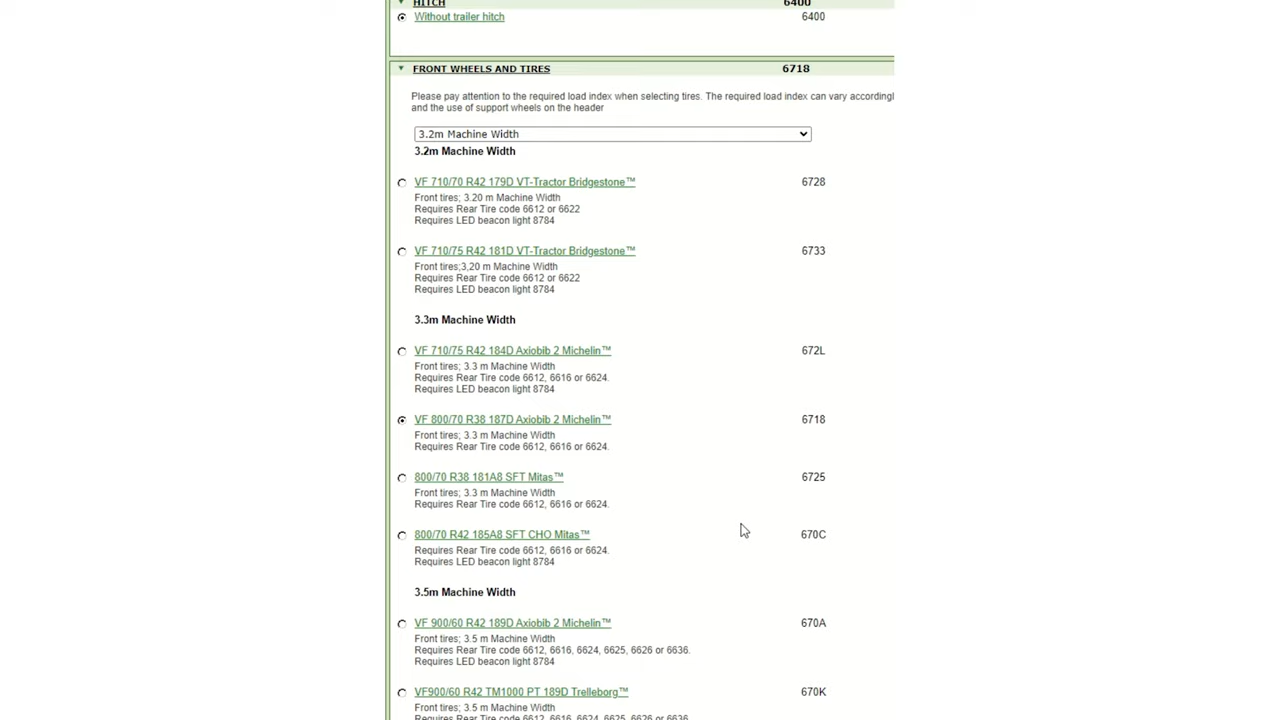 HITCH 6400
Without trailer hitch 6400
FRONT WHEELS AND TIRES 6718
Please pay attention to the required load index when selecting tires. The required load index can vary accordingl
and the use of support wheels on the header
3.2m Machine Width
3.2m Machine Width
VF 710/70 R42 179D VT-Tractor Bridgestone™ 6728
Front tires; 3.20 m Machine Width
Requires Rear Tire code 6612 or 6622
Requires LED beacon light 8784
VF 710/75 R42 181D VT-Tractor Bridgestone™ 6733
Front tires;3,20 m Machine Width
Requires Rear Tire code 6612 or 6622
Requires LED beacon light 8784
3.3m Machine Width
VF 710/75 R42 184D Axiobib 2 Michelin™ 672L
Front tires; 3.3 m Machine Width
Requires Rear Tire code 6612, 6616 or 6624.
Requires LED beacon light 8784
VF 800/70 R38 187D Axiobib 2 Michelin™ 6718
Front tires; 3.3 m Machine Width
Requires Rear Tire code 6612, 6616 or 6624.
800/70 R38 181A8 SFT Mitas™ 6725
Front tires; 3.3 m Machine Width
Requires Rear Tire code 6612, 6616 or 6624.
800/70 R42 185A8 SFT CHO Mitas™ 670C
Requires Rear Tire code 6612, 6616 or 6624.
Requires LED beacon light 8784
3.5m Machine Width
VF 900/60 R42 189D Axiobib 2 Michelin™ 670A
Front tires; 3.5 m Machine Width
Requires Rear Tire code 6612, 6616, 6624, 6625, 6626 or 6636.
Requires LED beacon light 8784
VF900/60 R42 TM1000 PT 189D Trelleborg™ 670K
Front tires; 3.5 m Machine Width
Requires Rear Tire code 6612, 6616, 6624, 6625, 6626 or 6636.